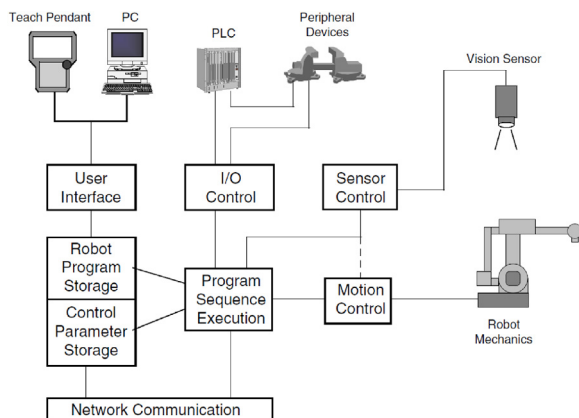 Teach Pendant
PC
PLC
Peripheral
Devices
Vision Sensor
User
Interface
I/O
Control
Sensor
Control
Robot
Program
Storage
Control
Parameter
Storage
Program
Sequence
Execution
Motion
Control
Robot
Mechanics
Network Communication